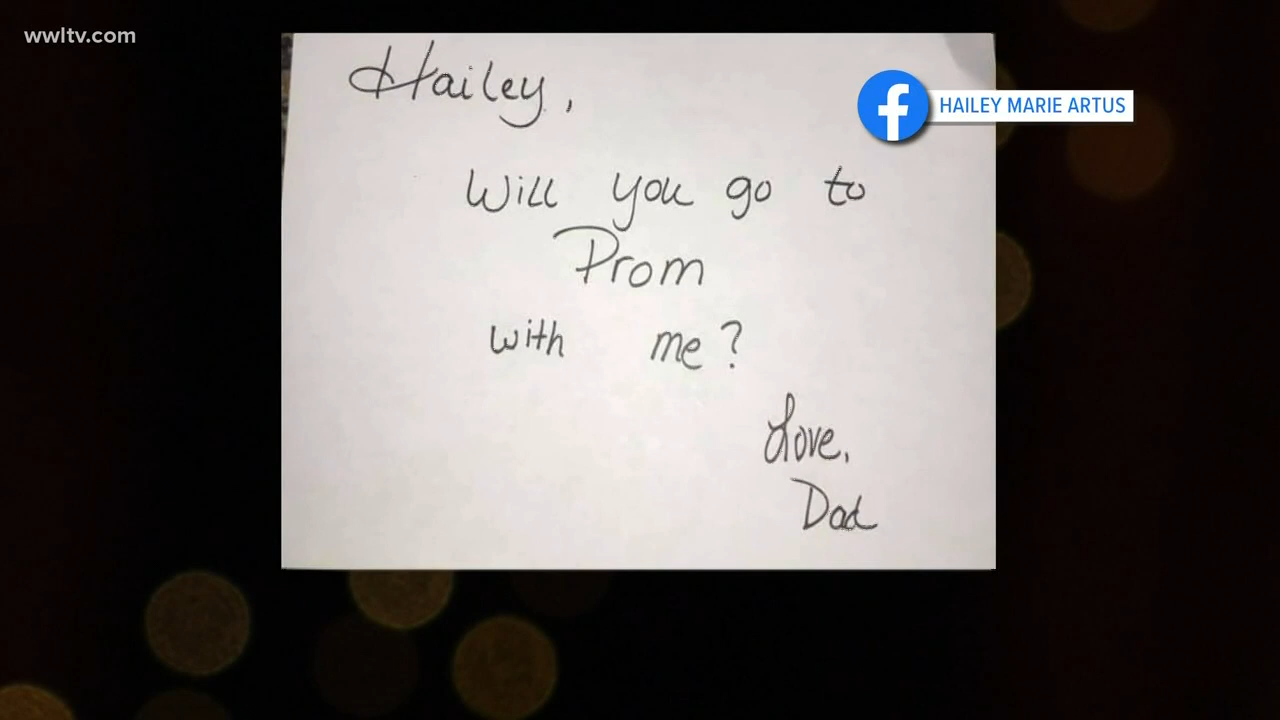 wwltv.com
HAILEY MARIE ARTUS
Hailey,
Will you go to
Prom
with me?
Love,
Dad